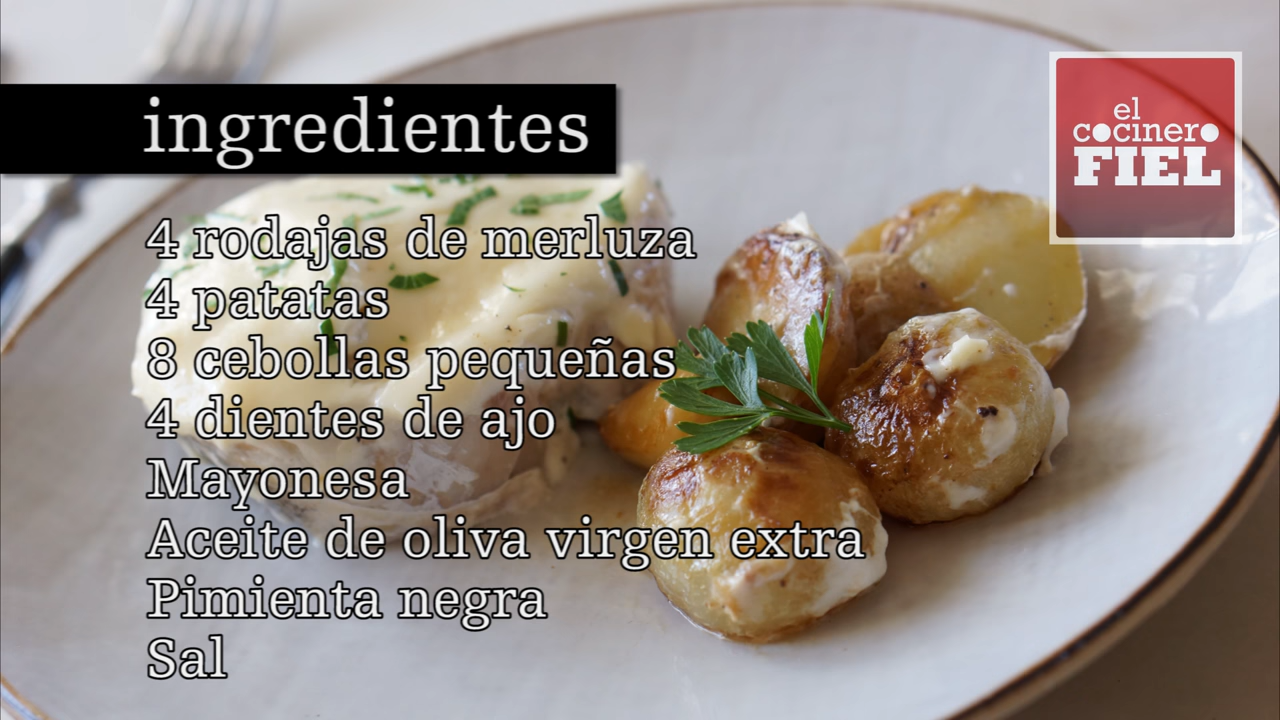 ingredientes
el
cocinero
FIEL
4 rodajas de merluza
4 patatas
8 cebollas pequeñas
4 dientes de ajo
Mayonesa
Aceite de oliva virgen extra
Pimienta negra
Sal